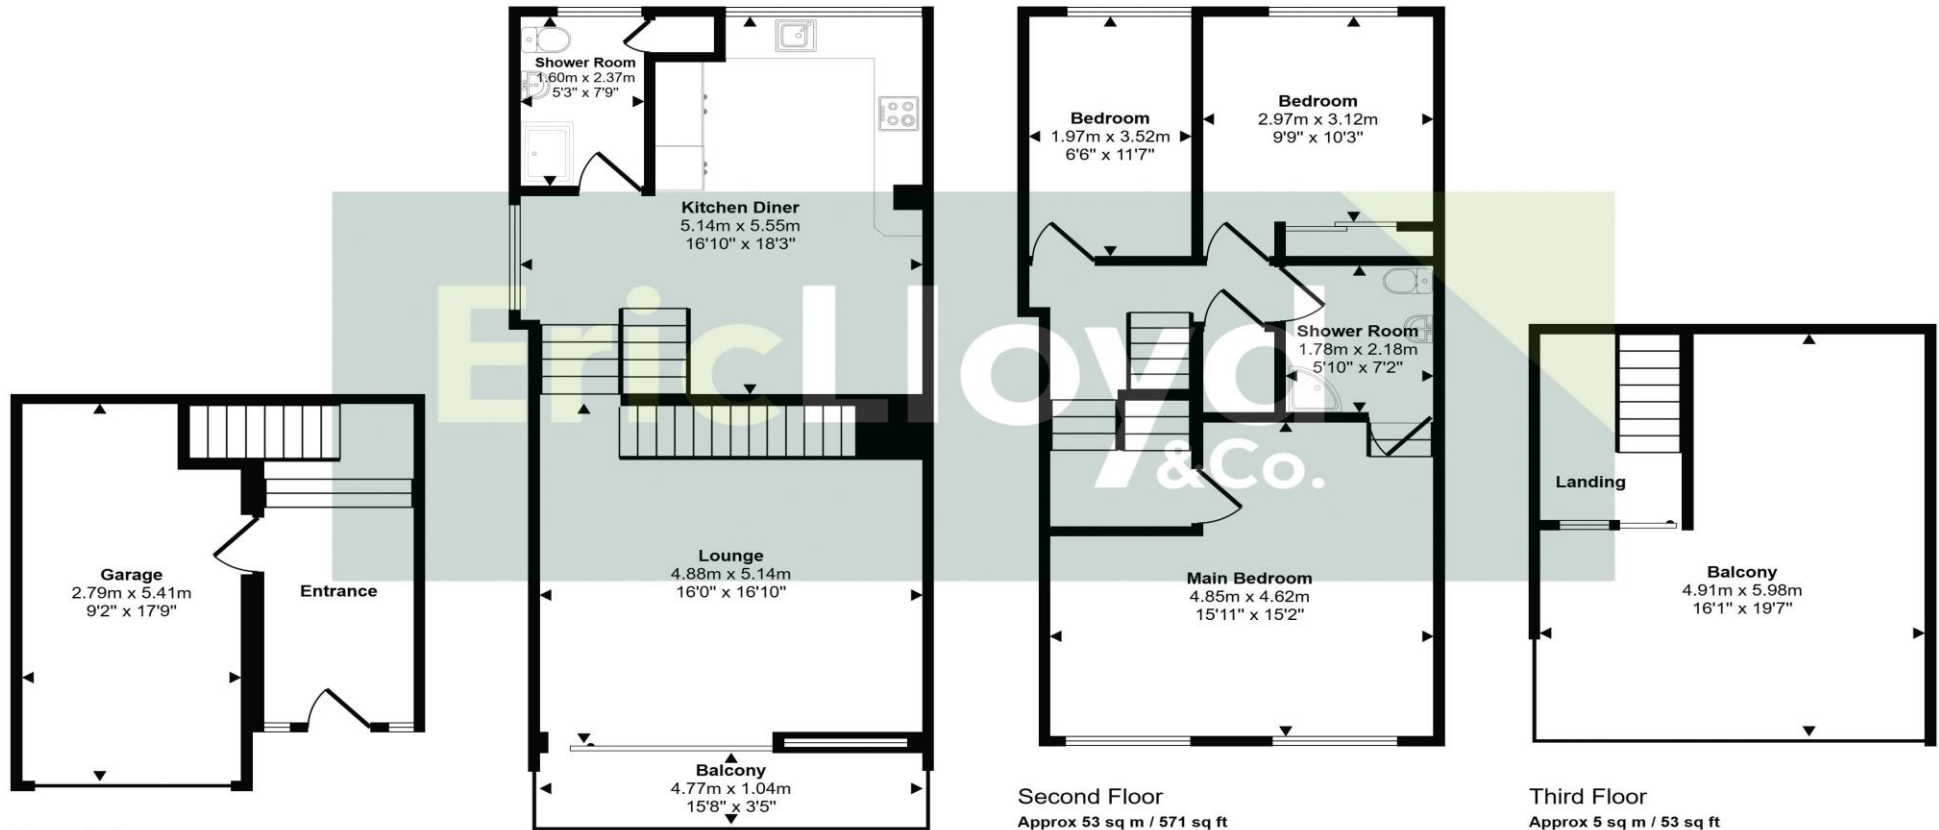 Garage
2.79m x 5.41m
9'2" x 17'9"
Entrance
Shower Room
1.60m x 2.37m
5'3" x 7'9"
Kitchen Diner
5.14m x 5.55m
16'10" x 18'3"
Lounge
4.88m x 5.14m
16'0" x 16'10"
Balcony
4.77m x 1.04m
15'8" x 3'5"
Bedroom
1.97m x 3.52m
6'6" x 11'7"
Bedroom
2.97m x 3.12m
9'9" x 10'3"
Shower Room
1.78m x 2.18m
5'10" x 7'2"
Main Bedroom
4.85m x 4.62m
15'11" x 15'2"
Second Floor
Approx 53 sq m / 571 sq ft
Landing
Balcony
4.91m x 5.98m
16'1" x 19'7"
Third Floor
Approx 5 sq m / 53 sq ft
EricLloyd
&Co.